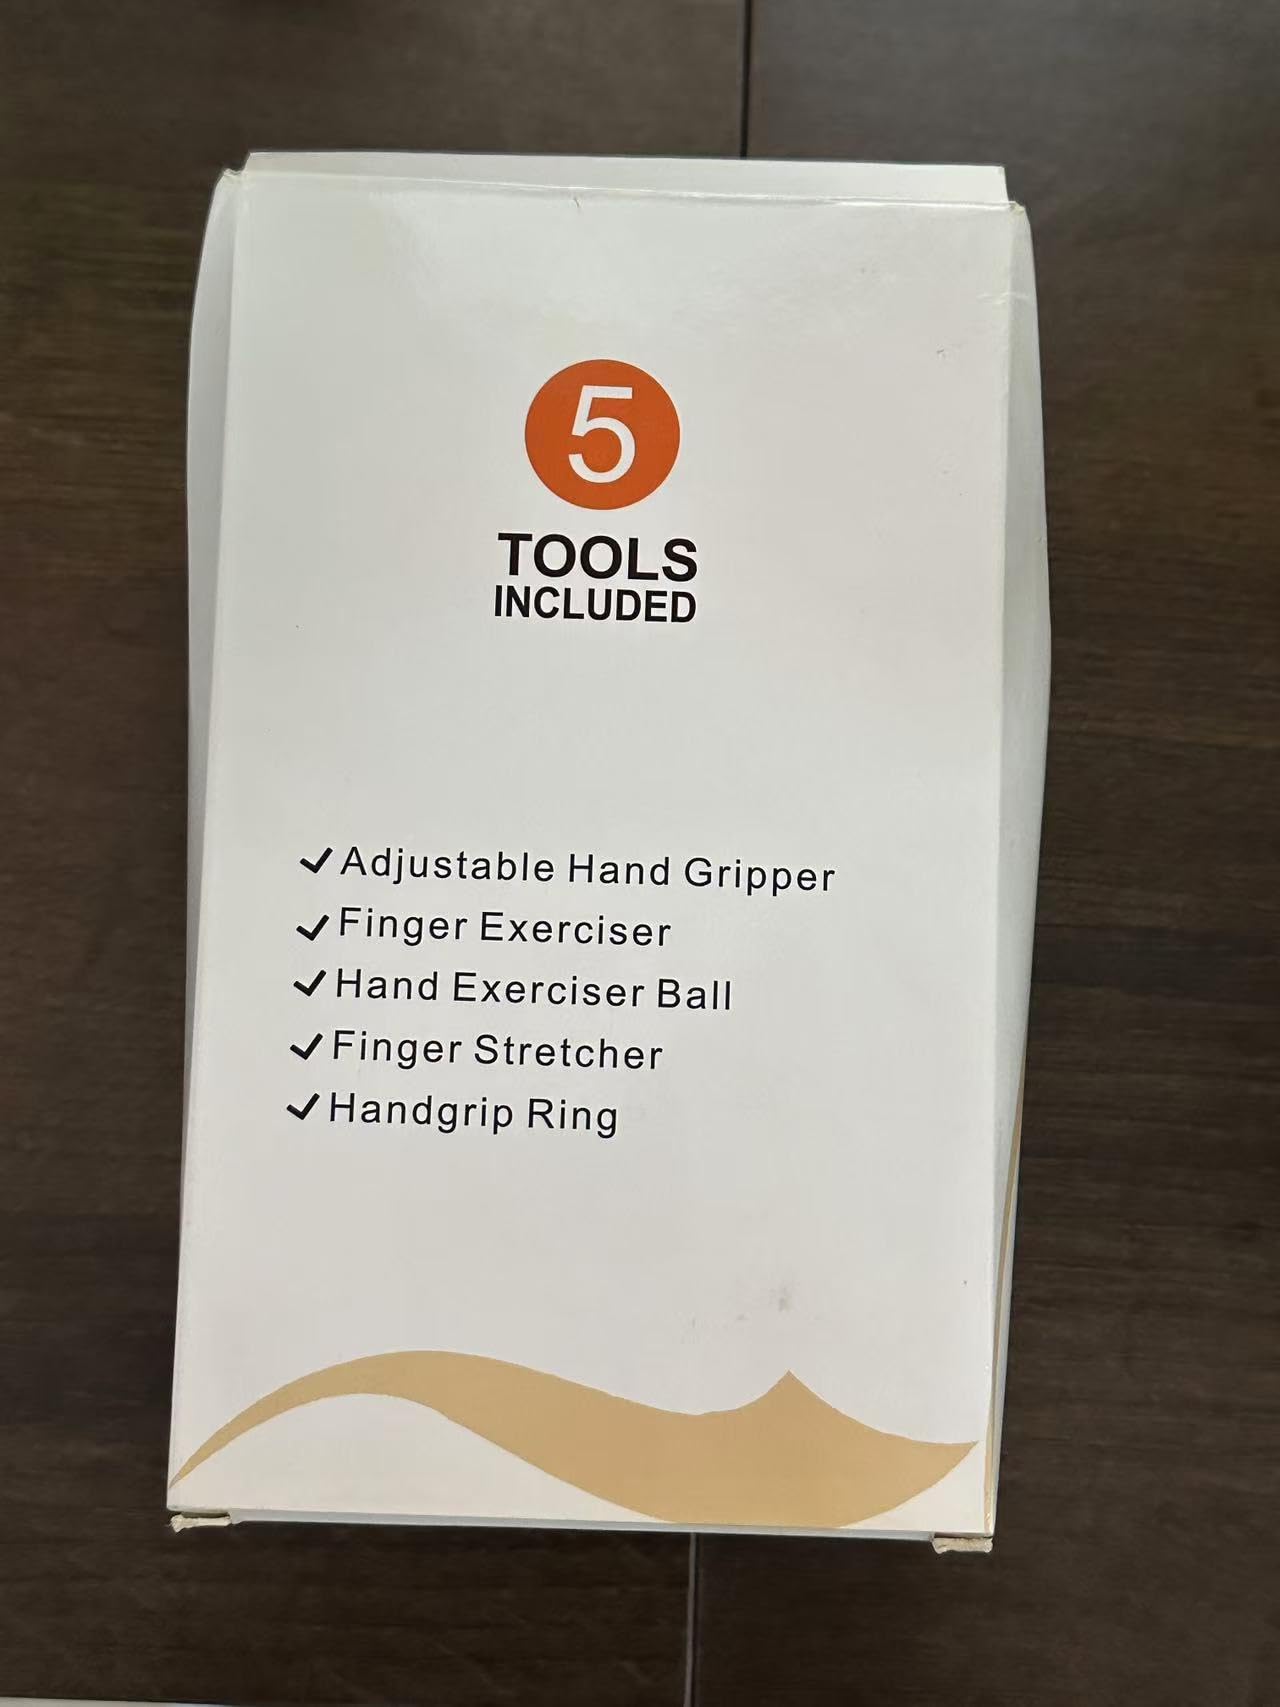 5
TOOLS
INCLUDED
✓Adjustable Hand Gripper
✓Finger Exerciser
✓Hand Exerciser Ball
✓Finger Stretcher
✓Handgrip Ring